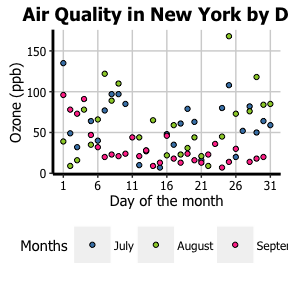 Air Quality in New York by D
Ozone (ppb)
150
100
50
0
1 6 11 16 21 26 31
Day of the month
Months July August Septer